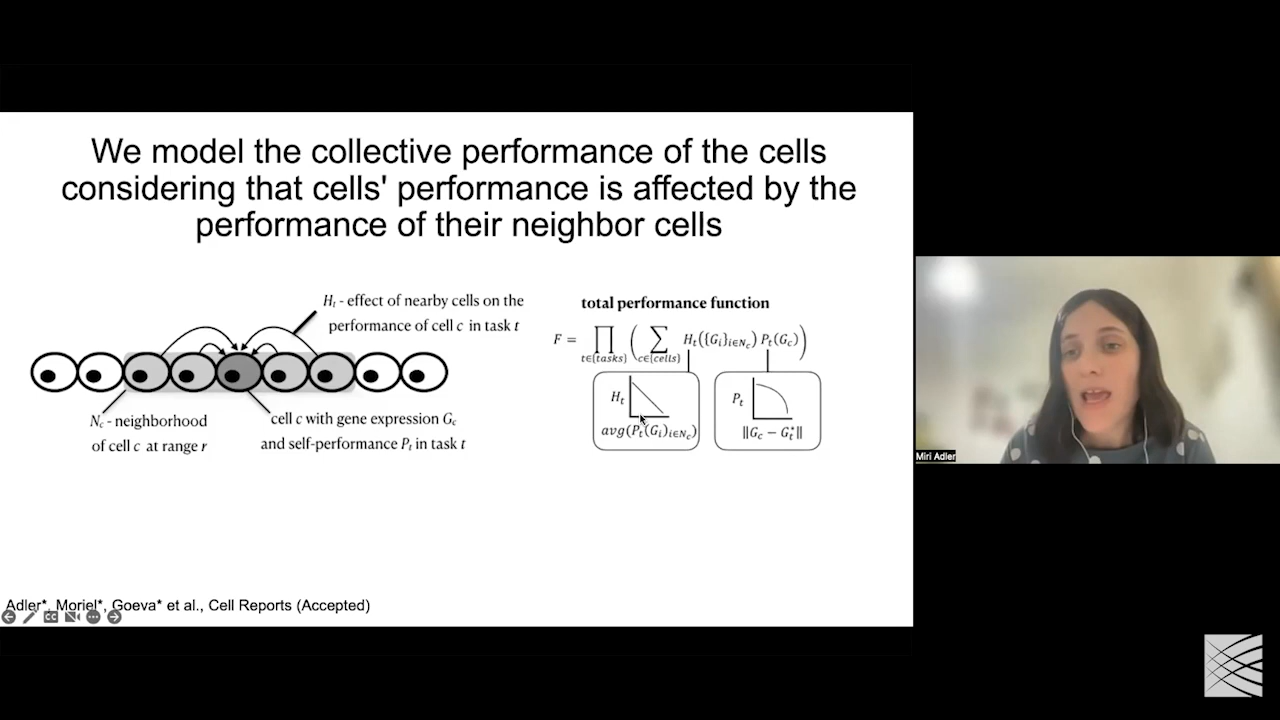 We model the collective performance of the cells
considering that cells' performance is affected by the
performance of their neighbor cells
H_t - effect of nearby cells on the
performance of cell c in task t
N_c - neighborhood
of cell c at range r
cell c with gene expression G_c
and self-performance P_t in task t
total performance function
F = ∏_{t∈{tasks}} ( ∑_{c∈{cells}} H_t({G_i}_{i∈N_c}) P_t(G_c) )
H_t
avg(P_t(G_i)_{i∈N_c})
P_t
‖G_c − G_t^*‖
Adler*, Moriel*, Goeva* et al., Cell Reports (Accepted)
CC
Miri Adler